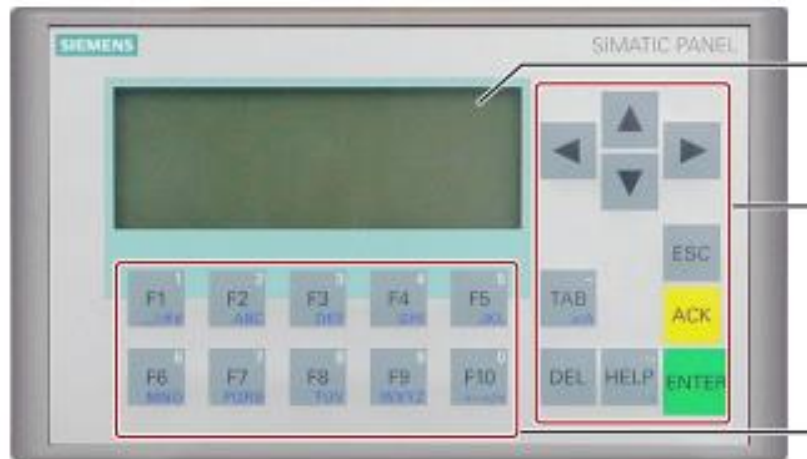 SIEMENS
SIMATIC PANEL
ESC
F1 1
F2 2 ABC
F3 3 DEF
F4 4 GHI
F5 5 JKL
TAB
ACK
F6 6 MNO
F7 7 PQRS
F8 8 TUV
F9 9 WXYZ
F10 0
DEL
HELP
ENTER